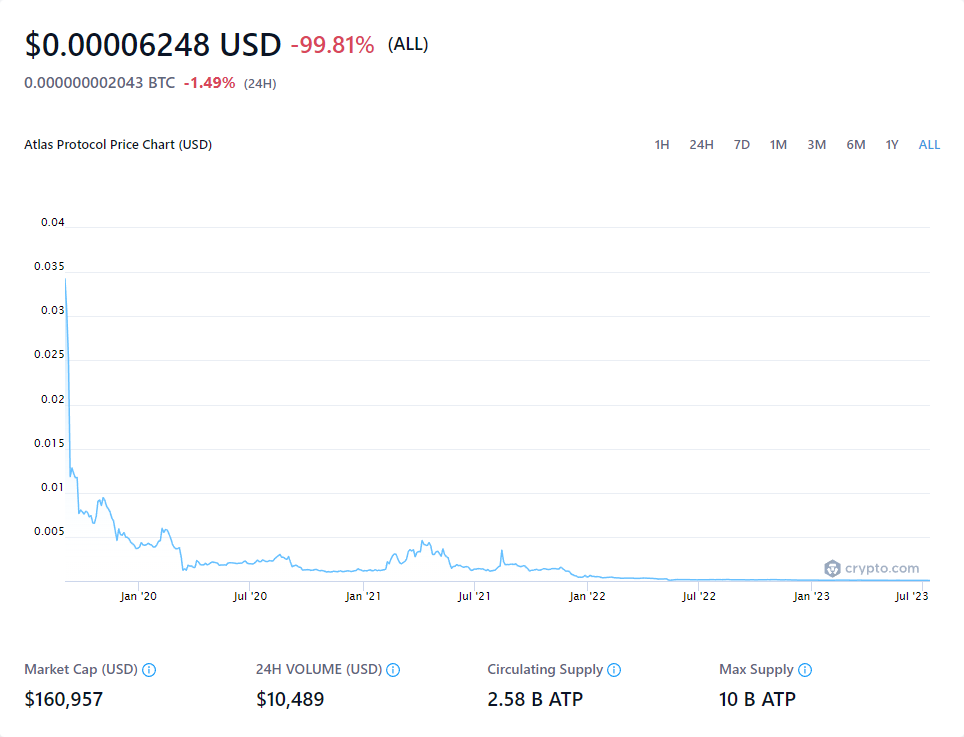 $0.00006248 USD -99.81% (ALL)
0.000000002043 BTC -1.49% (24H)
Atlas Protocol Price Chart (USD) 1H 24H 7D 1M 3M 6M 1Y ALL
0.04
0.035
0.03
0.025
0.02
0.015
0.01
0.005
crypto.com
Jan '20 Jul '20 Jan '21 Jul '21 Jan '22 Jul '22 Jan '23 Jul '23
Market Cap (USD) 24H VOLUME (USD) Circulating Supply Max Supply
$160,957 $10,489 2.58 B ATP 10 B ATP